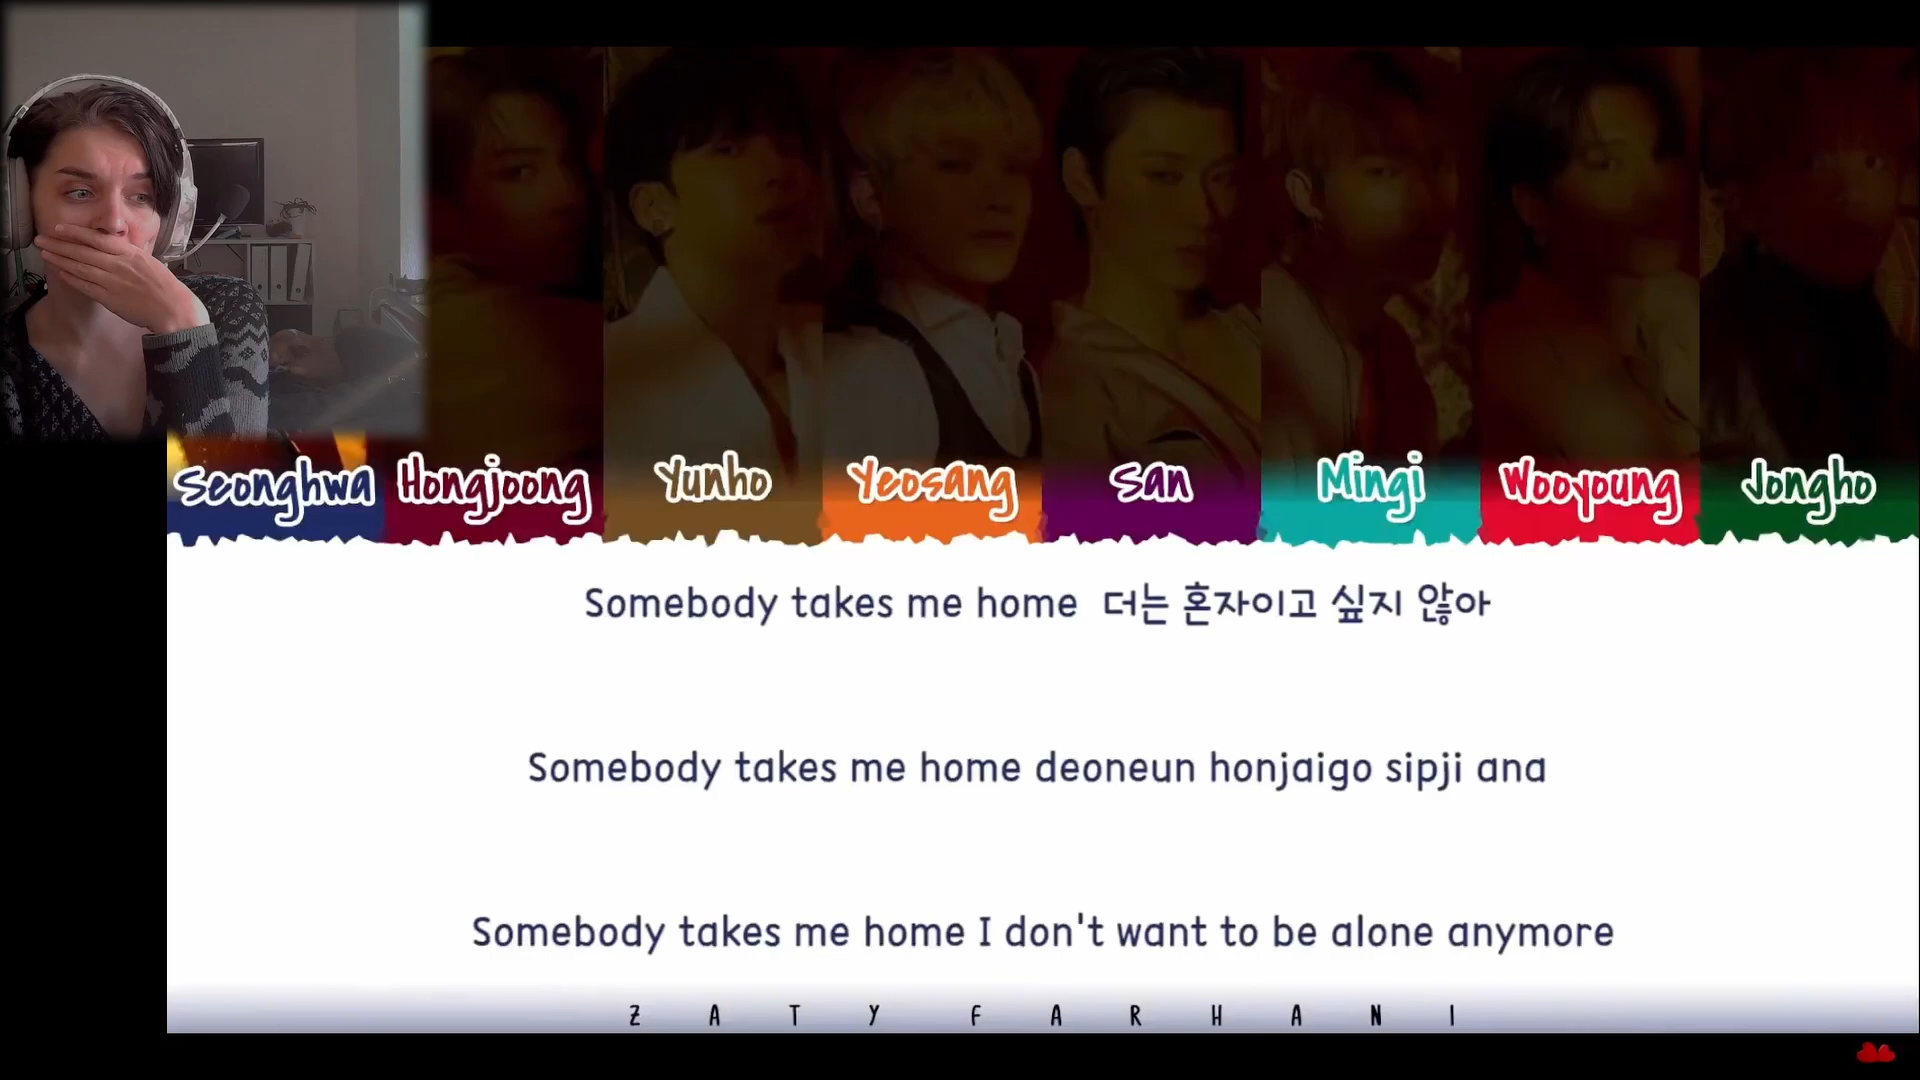 Seonghwa Hongjoong Yunho Yeosang San Mingi Wooyoung Jongho
Somebody takes me home 더는 혼자이고 싶지 않아
Somebody takes me home deoneun honjaigo sipji ana
Somebody takes me home I don't want to be alone anymore
ZATY FARHANI